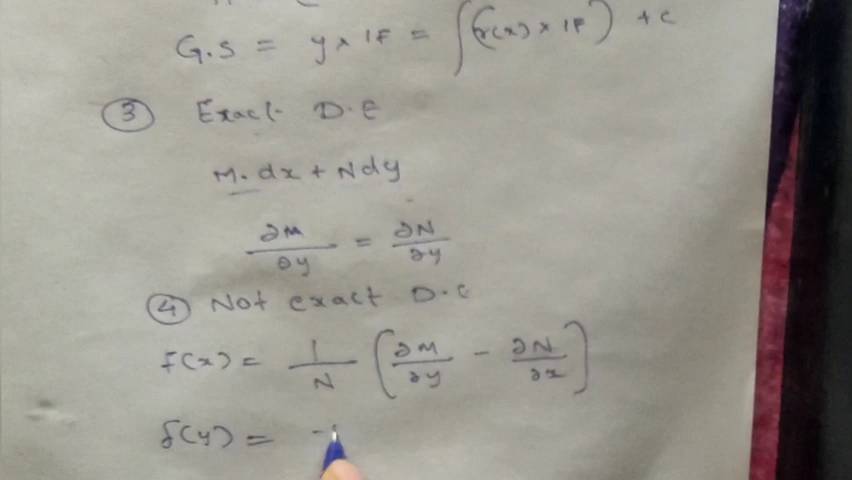 G.S = y × IF = ∫(r(x) × IF) + c
③ Exact D.E
M.dx + Ndy
∂M/∂y = ∂N/∂y
④ Not exact D.E
f(x) = 1/N (∂M/∂y - ∂N/∂x)
f(y) = -